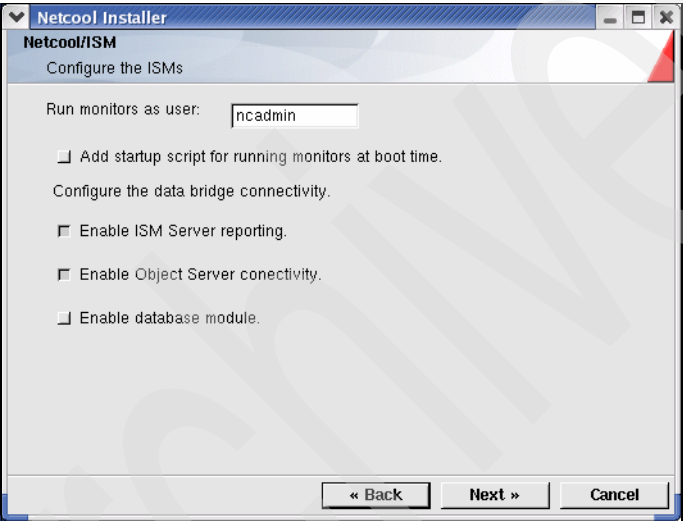 Netcool Installer
Netcool/ISM
Configure the ISMs
Run monitors as user: ncadmin
Add startup script for running monitors at boot time.
Configure the data bridge connectivity.
Enable ISM Server reporting.
Enable Object Server conectivity.
Enable database module.
« Back Next » Cancel